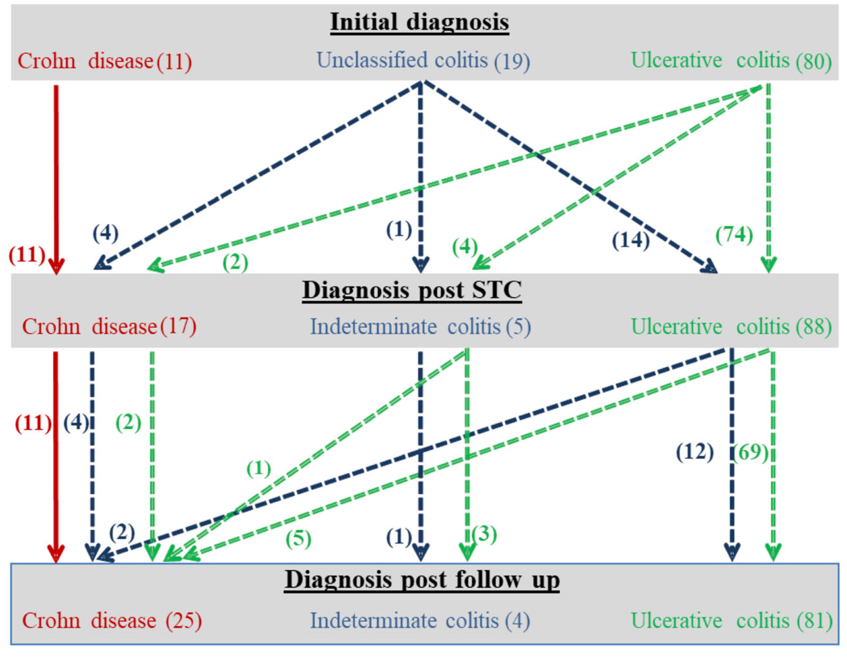 Initial diagnosis
Crohn disease (11) Unclassified colitis (19) Ulcerative colitis (80)
(4) (1) (14) (74)
(11) (2) (4)
Diagnosis post STC
Crohn disease (17) Indeterminate colitis (5) Ulcerative colitis (88)
(11) (4) (2)
(1) (12) (69)
(2) (5) (1) (3)
Diagnosis post follow up
Crohn disease (25) Indeterminate colitis (4) Ulcerative colitis (81)